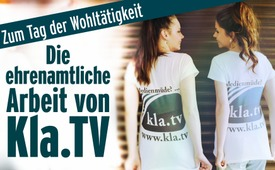 Zum Tag der Wohltätigkeit
Die
ehrenamtliche
Arbeit von
Kla.TV
kla.tv
www.kla.tv
kla.tv
www.kla.tv